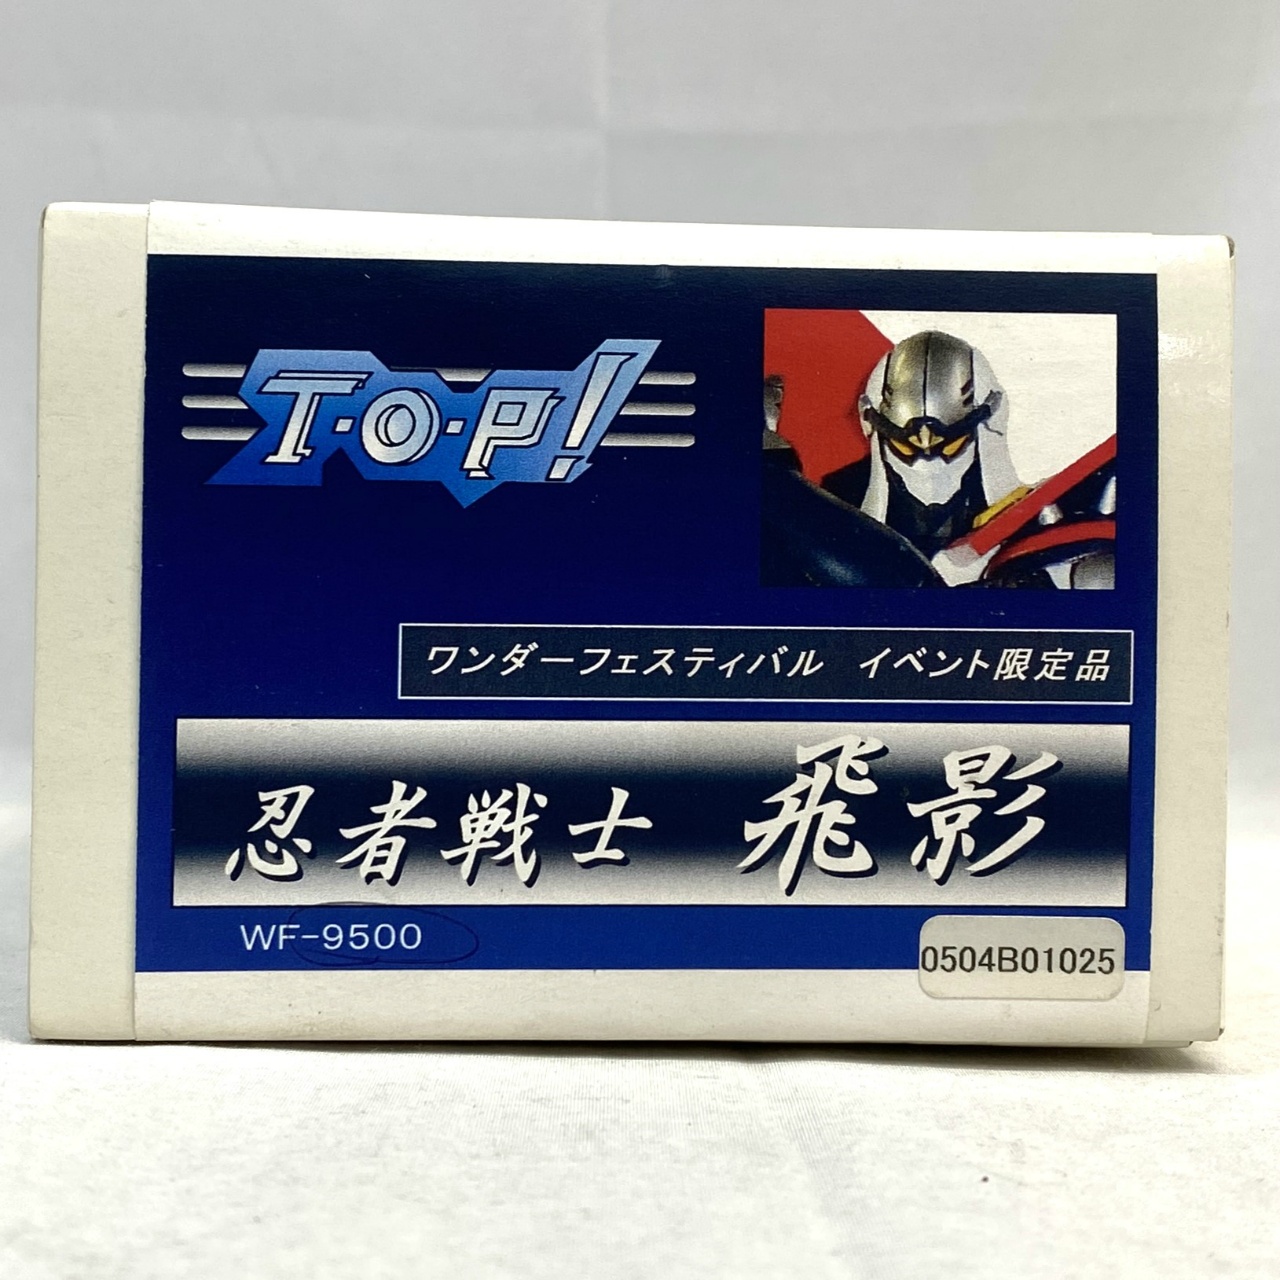 T·O·P!
ワンダーフェスティバル イベント限定品
忍者戦士 飛影
WF-9500
0504B01025